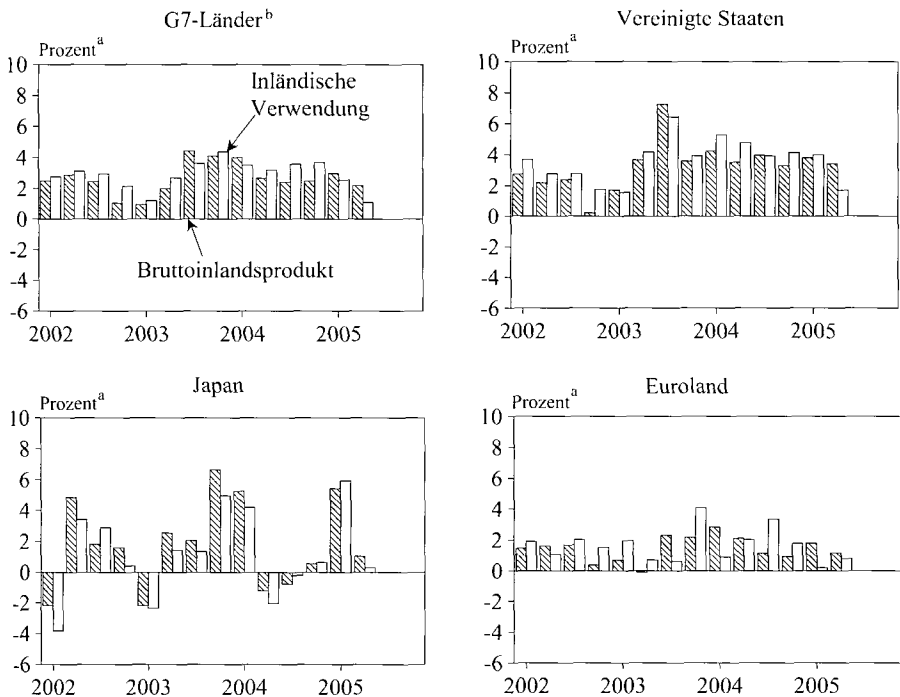 G7-Länder^b
Prozent^a
10
8
6
4
2
0
-2
-4
-6
Inländische
Verwendung
Bruttoinlandsprodukt
2002 2003 2004 2005
Vereinigte Staaten
Prozent^a
10
8
6
4
2
0
-2
-4
-6
2002 2003 2004 2005
Japan
Prozent^a
10
8
6
4
2
0
-2
-4
-6
2002 2003 2004 2005
Euroland
Prozent^a
10
8
6
4
2
0
-2
-4
-6
2002 2003 2004 2005